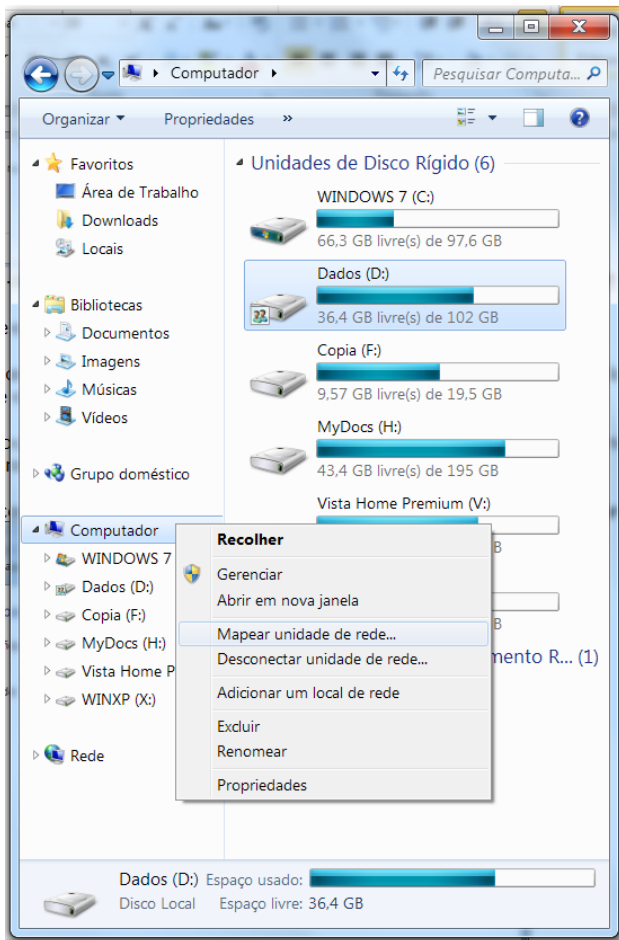 Computador
Pesquisar Computa...
Organizar
Propriedades
»
Favoritos
Área de Trabalho
Downloads
Locais
Bibliotecas
Documentos
Imagens
Músicas
Vídeos
Grupo doméstico
Computador
WINDOWS 7
Dados (D:)
Copia (F:)
MyDocs (H:)
Vista Home P
WINXP (X:)
Rede
Unidades de Disco Rígido (6)
WINDOWS 7 (C:)
66,3 GB livre(s) de 97,6 GB
Dados (D:)
36,4 GB livre(s) de 102 GB
Copia (F:)
9,57 GB livre(s) de 19,5 GB
MyDocs (H:)
43,4 GB livre(s) de 195 GB
Vista Home Premium (V:)
B
B
mento R... (1)
Recolher
Gerenciar
Abrir em nova janela
Mapear unidade de rede...
Desconectar unidade de rede...
Adicionar um local de rede
Excluir
Renomear
Propriedades
Dados (D:) Espaço usado:
Disco Local Espaço livre: 36,4 GB